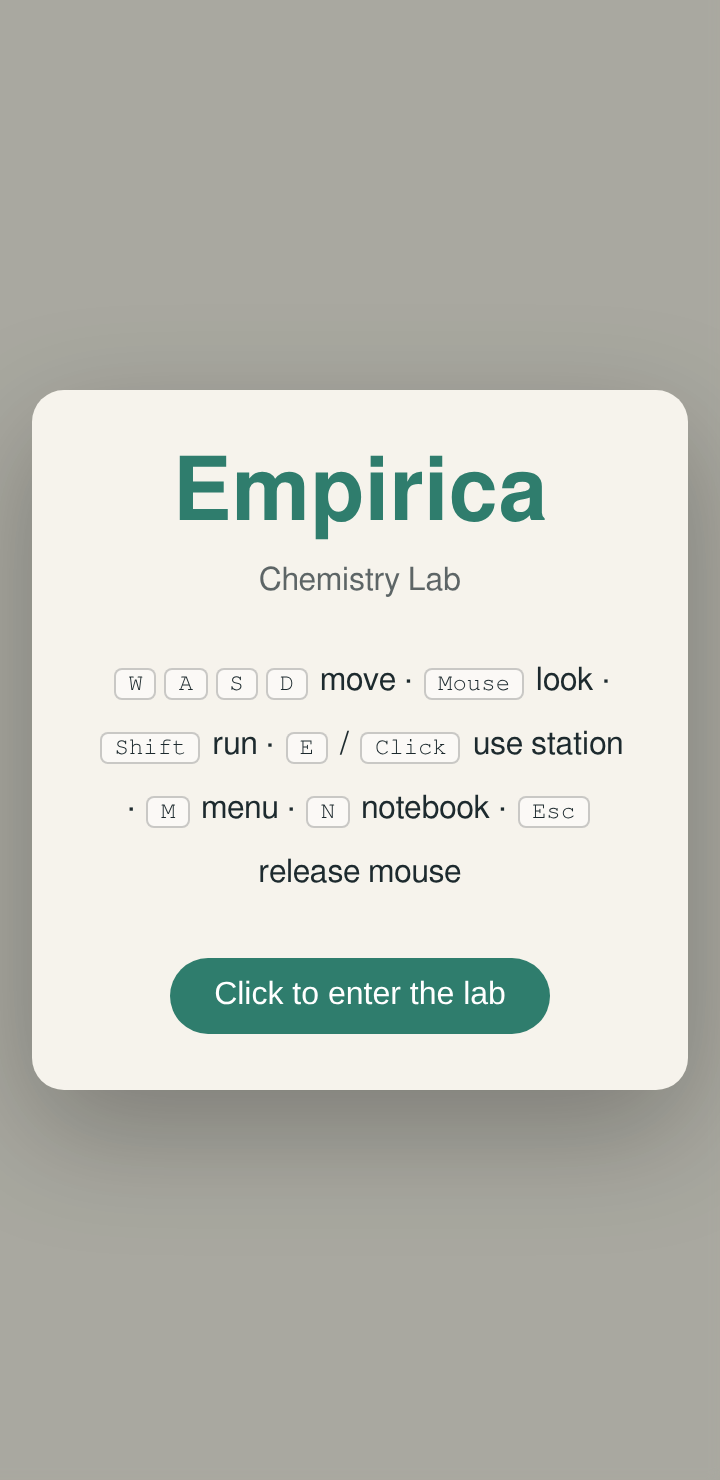 Empirica
Chemistry Lab
W A S D move · Mouse look ·
Shift run · E / Click use station
· M menu · N notebook · Esc
release mouse
Click to enter the lab